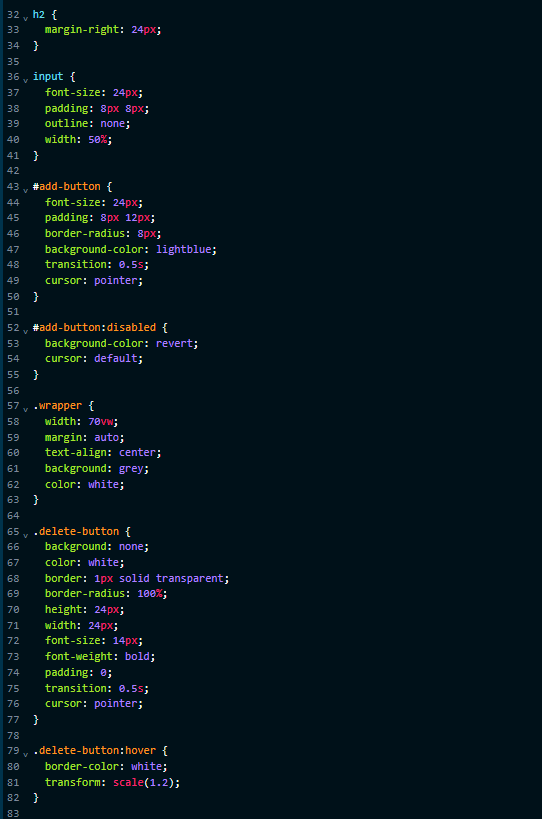 32 h2 {
33 margin-right: 24px;
34 }
35
36 input {
37 font-size: 24px;
38 padding: 8px 8px;
39 outline: none;
40 width: 50%;
41 }
42
43 #add-button {
44 font-size: 24px;
45 padding: 8px 12px;
46 border-radius: 8px;
47 background-color: lightblue;
48 transition: 0.5s;
49 cursor: pointer;
50 }
51
52 #add-button:disabled {
53 background-color: revert;
54 cursor: default;
55 }
56
57 .wrapper {
58 width: 70vw;
59 margin: auto;
60 text-align: center;
61 background: grey;
62 color: white;
63 }
64
65 .delete-button {
66 background: none;
67 color: white;
68 border: 1px solid transparent;
69 border-radius: 100%;
70 height: 24px;
71 width: 24px;
72 font-size: 14px;
73 font-weight: bold;
74 padding: 0;
75 transition: 0.5s;
76 cursor: pointer;
77 }
78
79 .delete-button:hover {
80 border-color: white;
81 transform: scale(1.2);
82 }
83